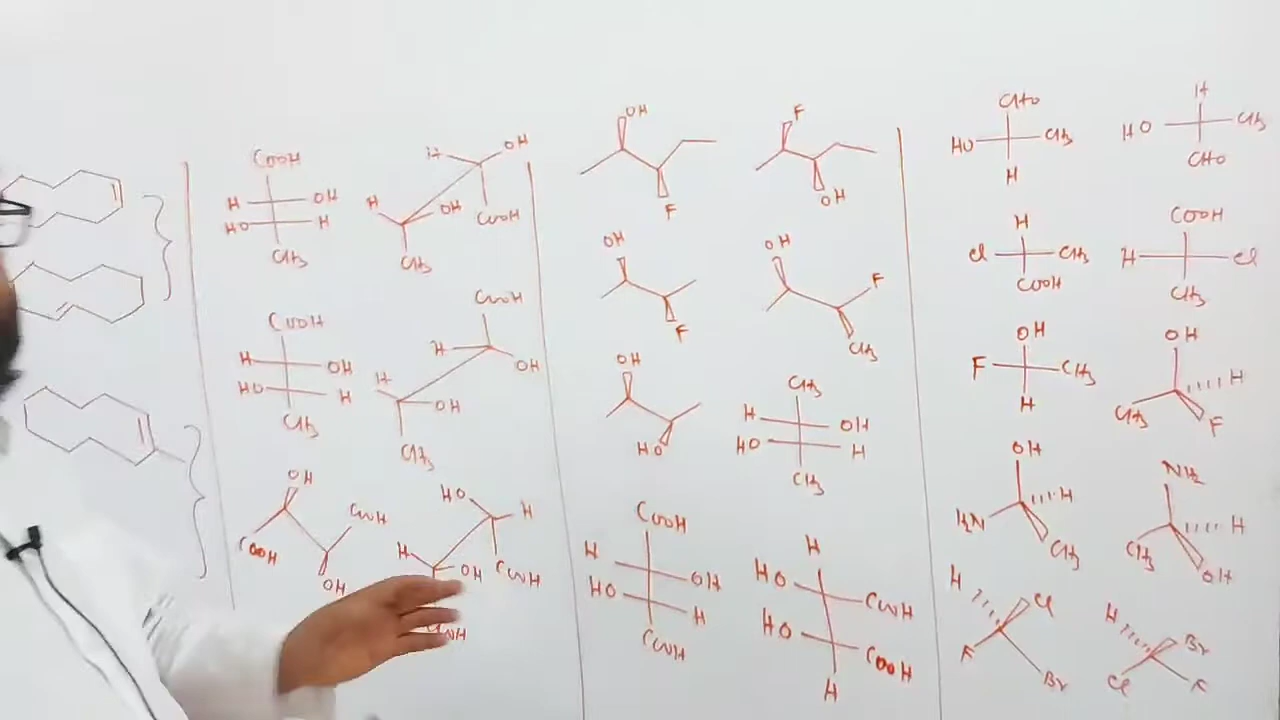 COOH
H OH
HO H
CH3
H OH
H OH COOH
CH3
COOH
H OH
HO H
CH3
COOH
H OH
H OH
CH3
OH
COOH COOH
OH
HO H
H OH COOH
COOH
OH
F
F
OH
OH
F
OH
F
CH3
OH
HO
CH3
H OH
HO H
CH3
COOH
H OH
HO H
COOH
H
HO COOH
HO COOH
H
CHO
HO CH3
H
H
HO CH3
CHO
H
Cl CH3
COOH
COOH
H Cl
CH3
OH
F CH3
H
OH
H
CH3 F
OH
H
H2N CH3
NH2
H
CH3 OH
H Cl
F Br
H Br
Cl F